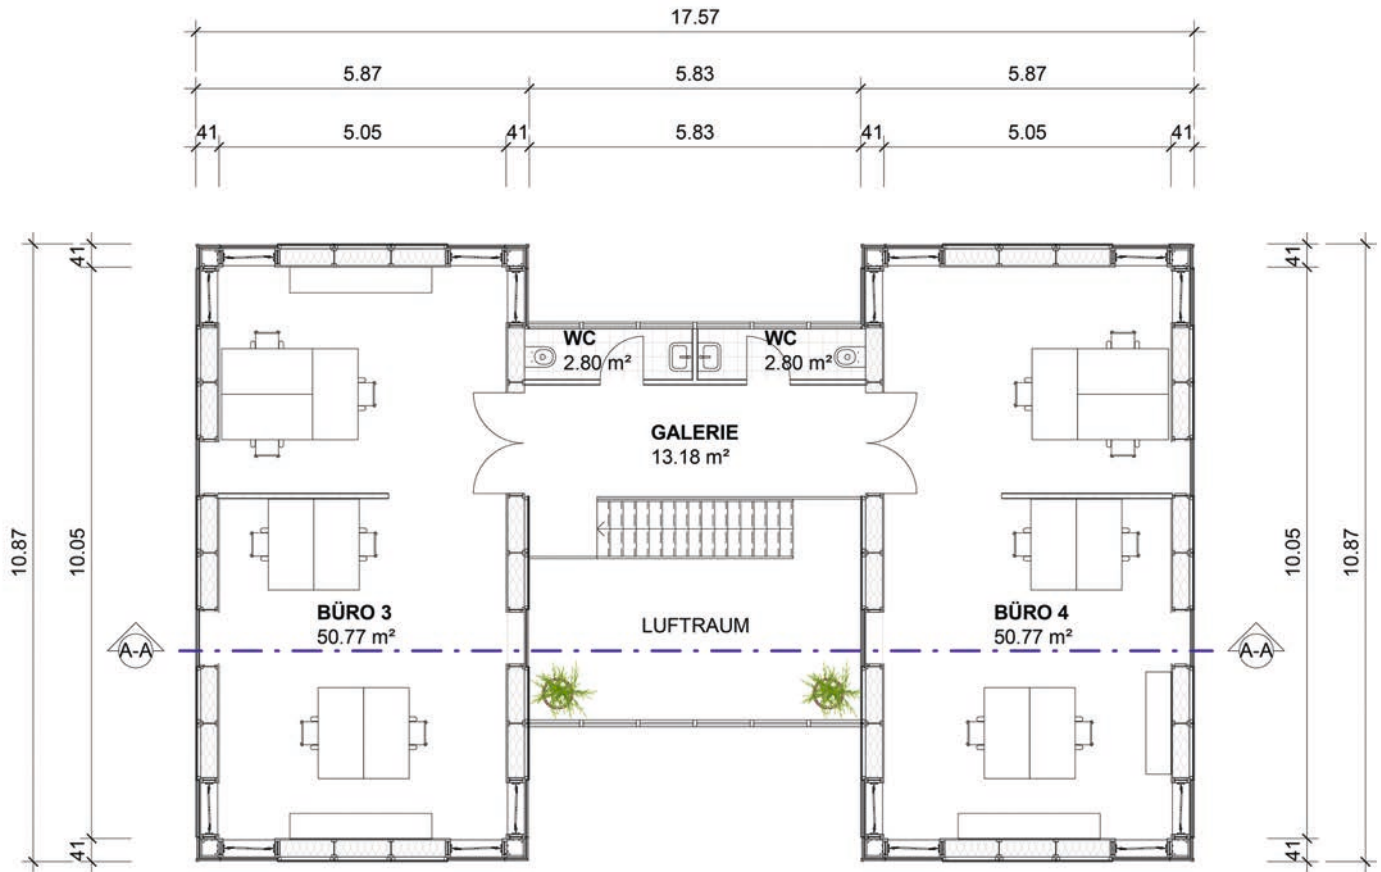 17.57
5.87 5.83 5.87
41 5.05 41 5.83 41 5.05 41
41 41
WC WC
2.80 m² 2.80 m²
GALERIE
13.18 m²
10.87 10.05 10.05 10.87
BÜRO 3 BÜRO 4
50.77 m² LUFTRAUM 50.77 m²
A-A A-A
41 41